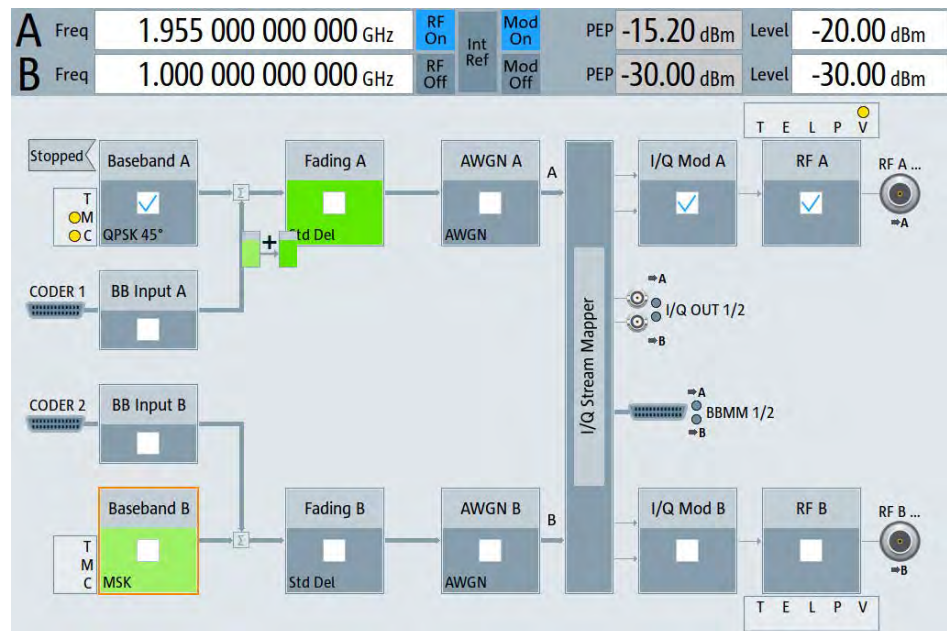 A Freq 1.955 000 000 000 GHz RF On Int Ref Mod On PEP -15.20 dBm Level -20.00 dBm
B Freq 1.000 000 000 000 GHz RF Off Mod Off PEP -30.00 dBm Level -30.00 dBm
T E L P V
Stopped Baseband A Fading A AWGN A A I/Q Mod A RF A RF A ...
T
M
C QPSK 45° Σ Std Del AWGN ➡A
+
CODER 1 BB Input A
➡A
I/Q OUT 1/2
➡B
I/Q Stream Mapper
CODER 2 BB Input B
➡A
BBMM 1/2
➡B
Baseband B Fading B AWGN B B I/Q Mod B RF B RF B ...
T
M
C MSK Σ Std Del AWGN ➡B
T E L P V